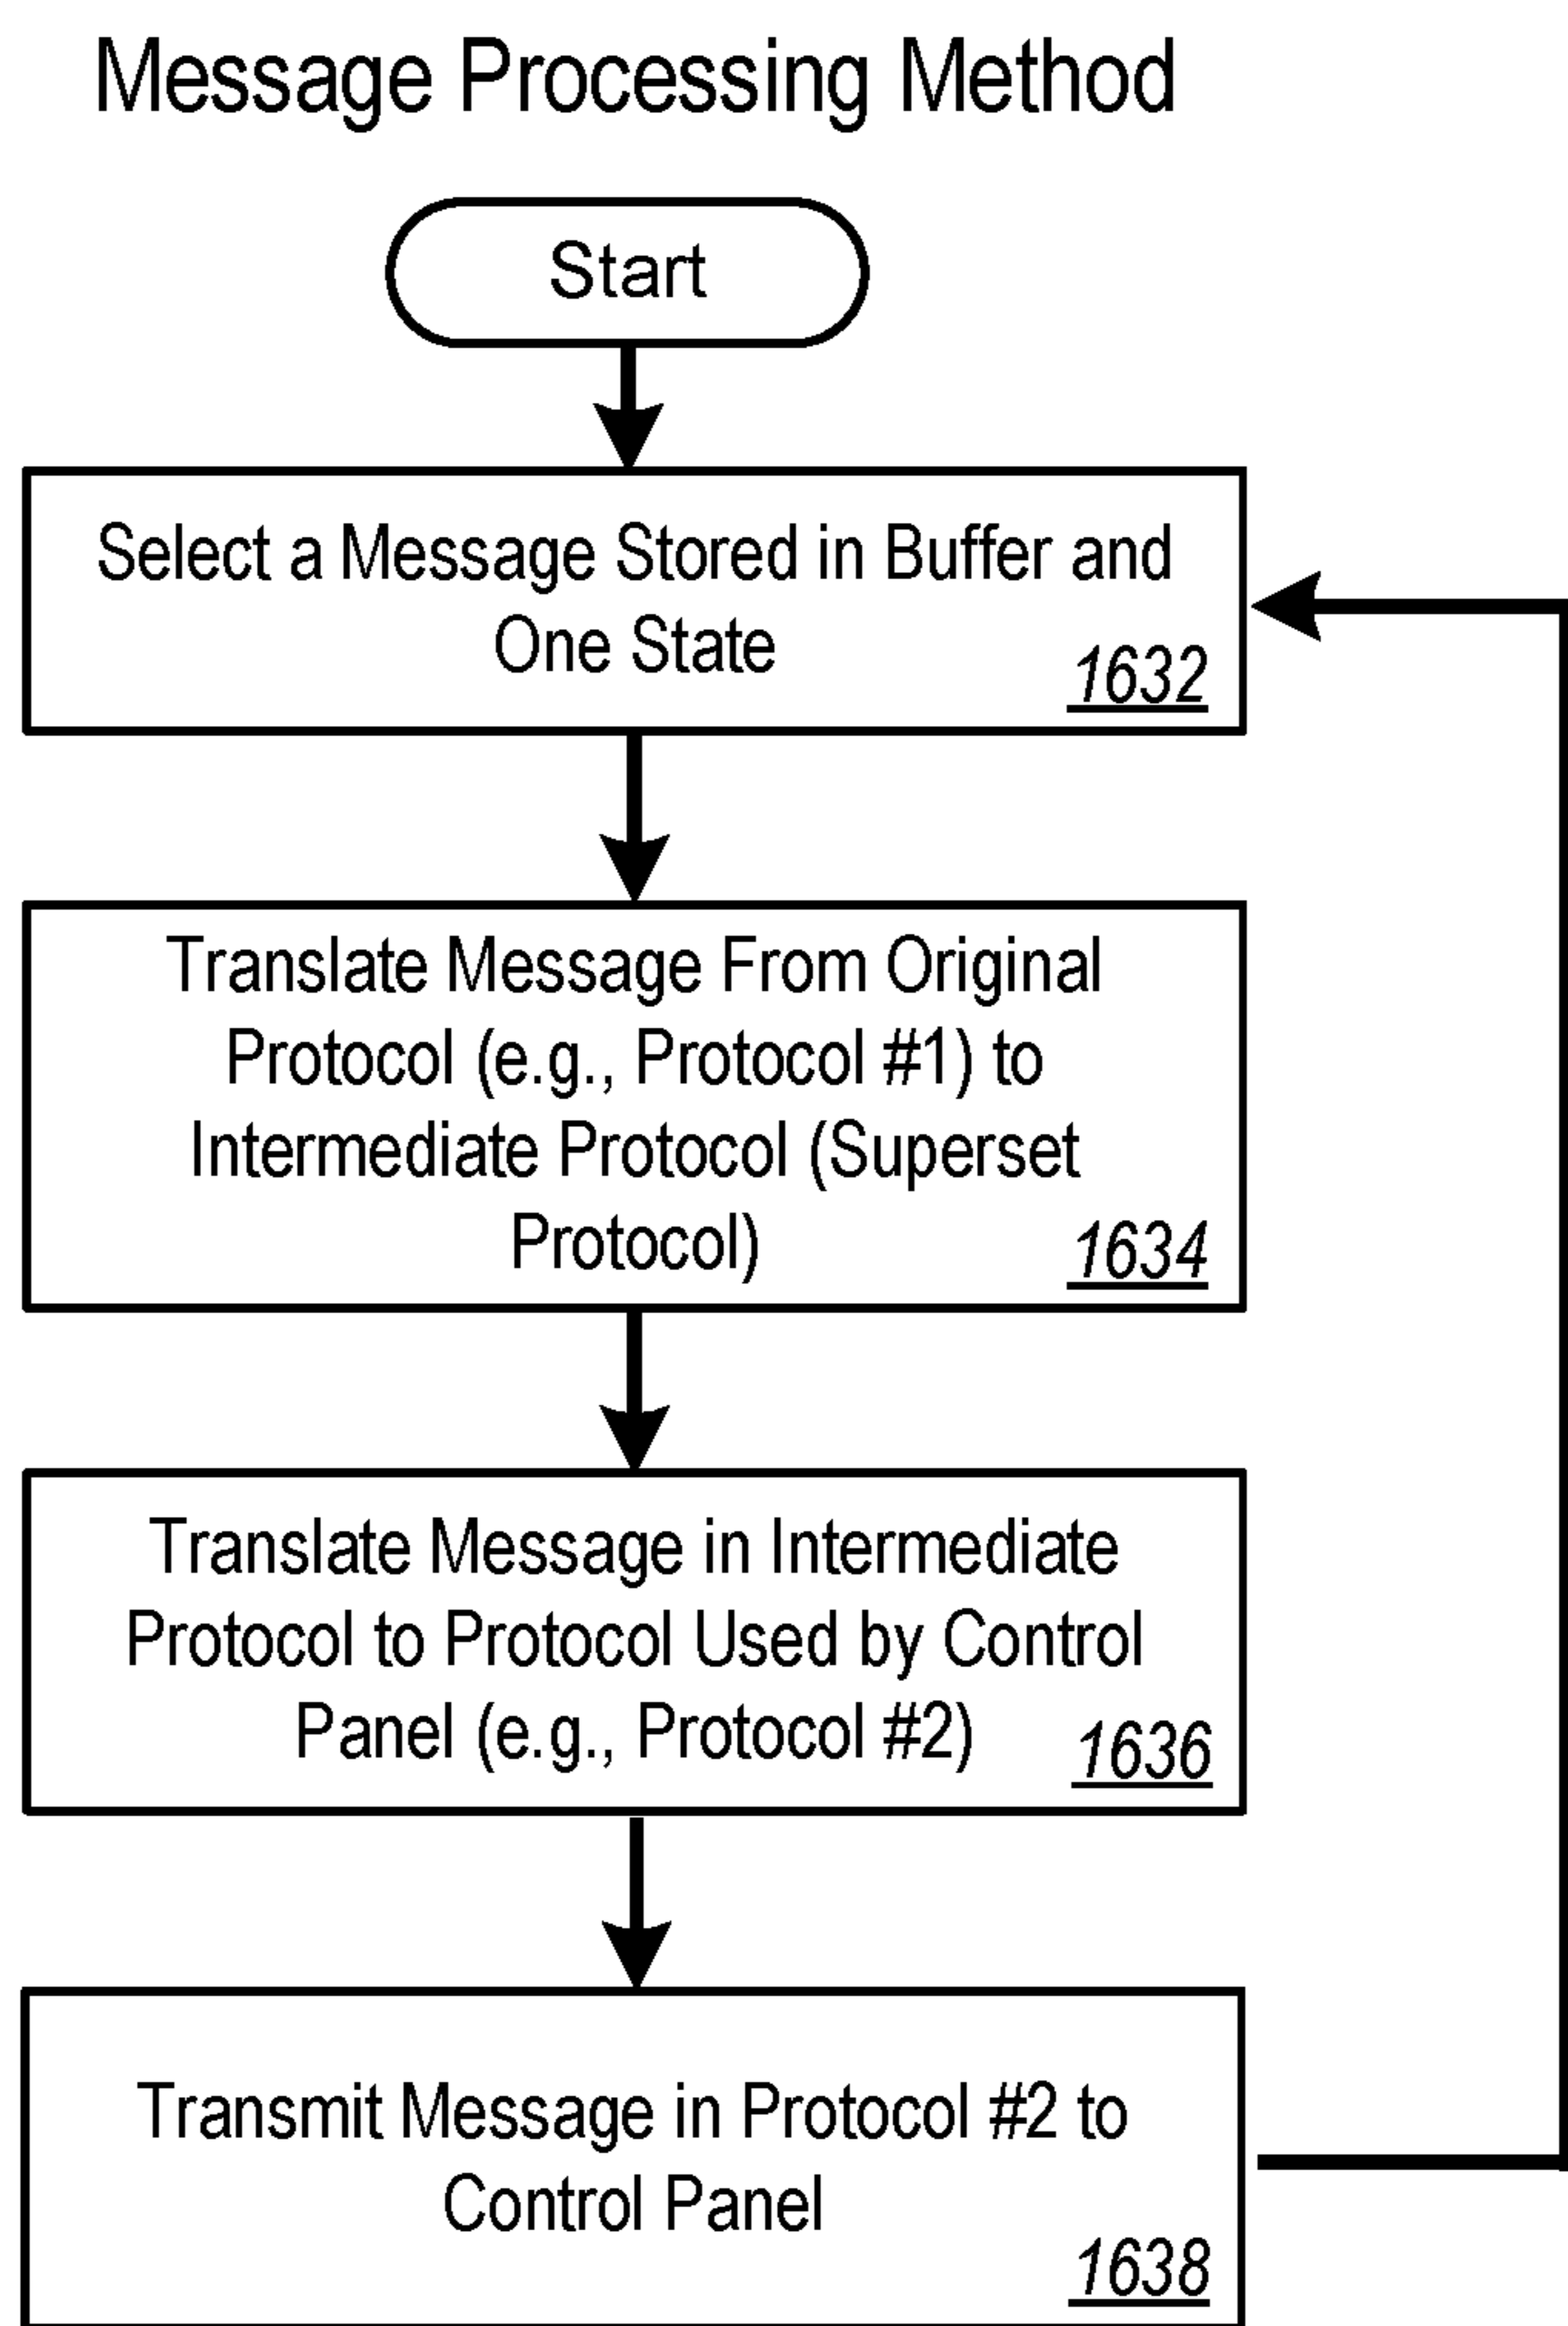 Message Processing Method
Start
Select a Message Stored in Buffer and
One State
1632
Translate Message From Original
Protocol (e.g., Protocol #1) to
Intermediate Protocol (Superset
Protocol)
1634
Translate Message in Intermediate
Protocol to Protocol Used by Control
Panel (e.g., Protocol #2)
1636
Transmit Message in Protocol #2 to
Control Panel
1638